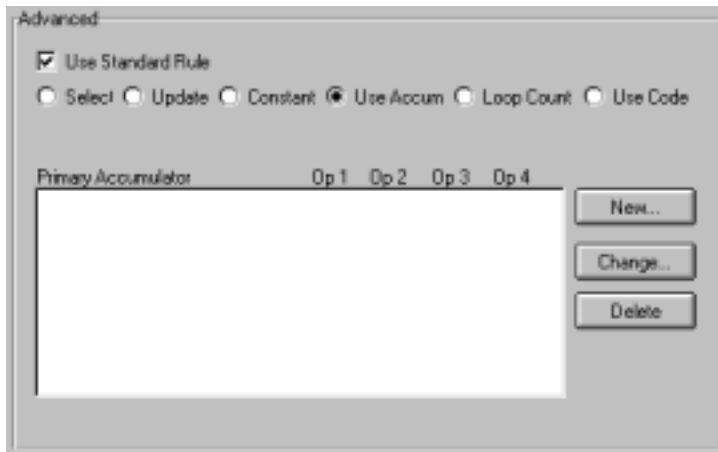 Advanced
Use Standard Rule
Select Update Constant Use Accum Loop Count Use Code
Primary Accumulator Op 1 Op 2 Op 3 Op 4
New...
Change...
Delete